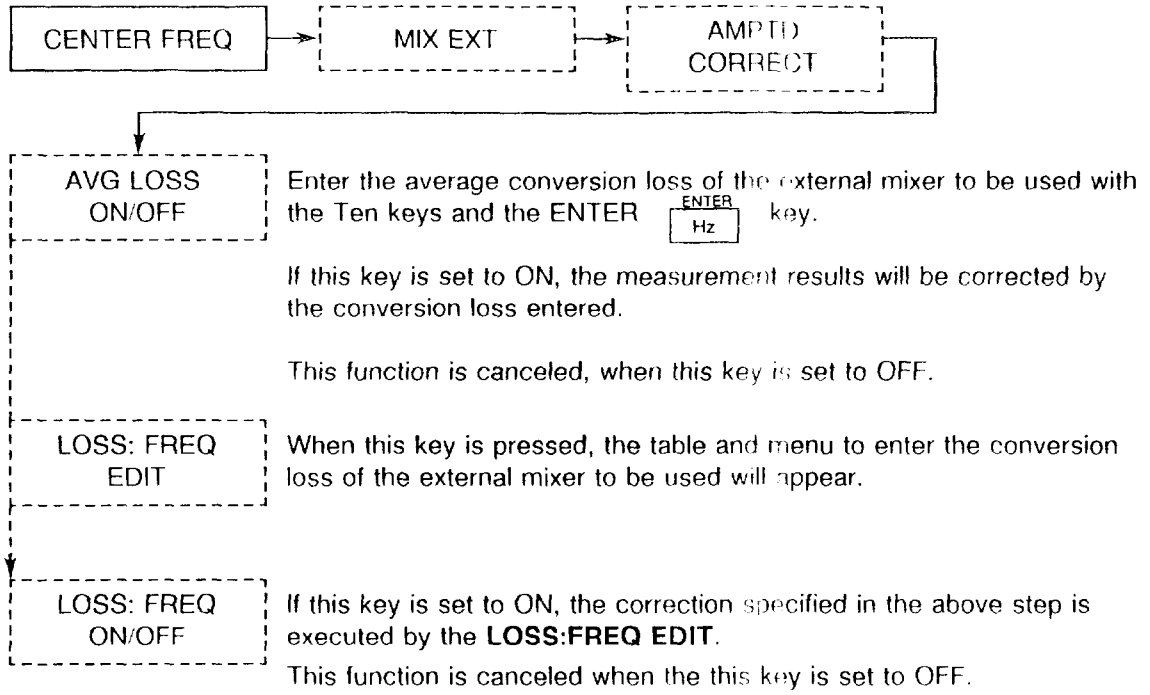 CENTER FREQ
MIX EXT
AMPTD
CORRECT
AVG LOSS
ON/OFF
Enter the average conversion loss of the external mixer to be used with
the Ten keys and the ENTER ENTER Hz key.
If this key is set to ON, the measurement results will be corrected by
the conversion loss entered.
This function is canceled, when this key is set to OFF.
LOSS: FREQ
EDIT
When this key is pressed, the table and menu to enter the conversion
loss of the external mixer to be used will appear.
LOSS: FREQ
ON/OFF
If this key is set to ON, the correction specified in the above step is
executed by the LOSS:FREQ EDIT.
This function is canceled when the this key is set to OFF.